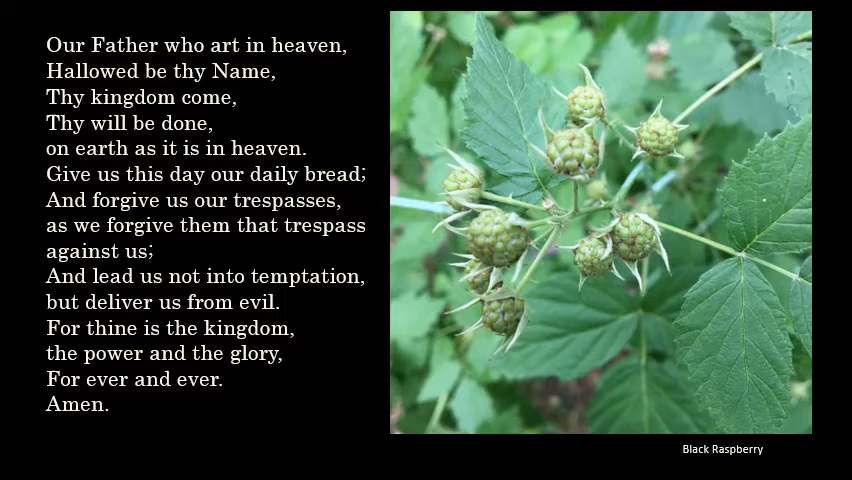 Our Father who art in heaven,
Hallowed be thy Name,
Thy kingdom come,
Thy will be done,
on earth as it is in heaven.
Give us this day our daily bread;
And forgive us our trespasses,
as we forgive them that trespass
against us;
And lead us not into temptation,
but deliver us from evil.
For thine is the kingdom,
the power and the glory,
For ever and ever.
Amen.
Black Raspberry